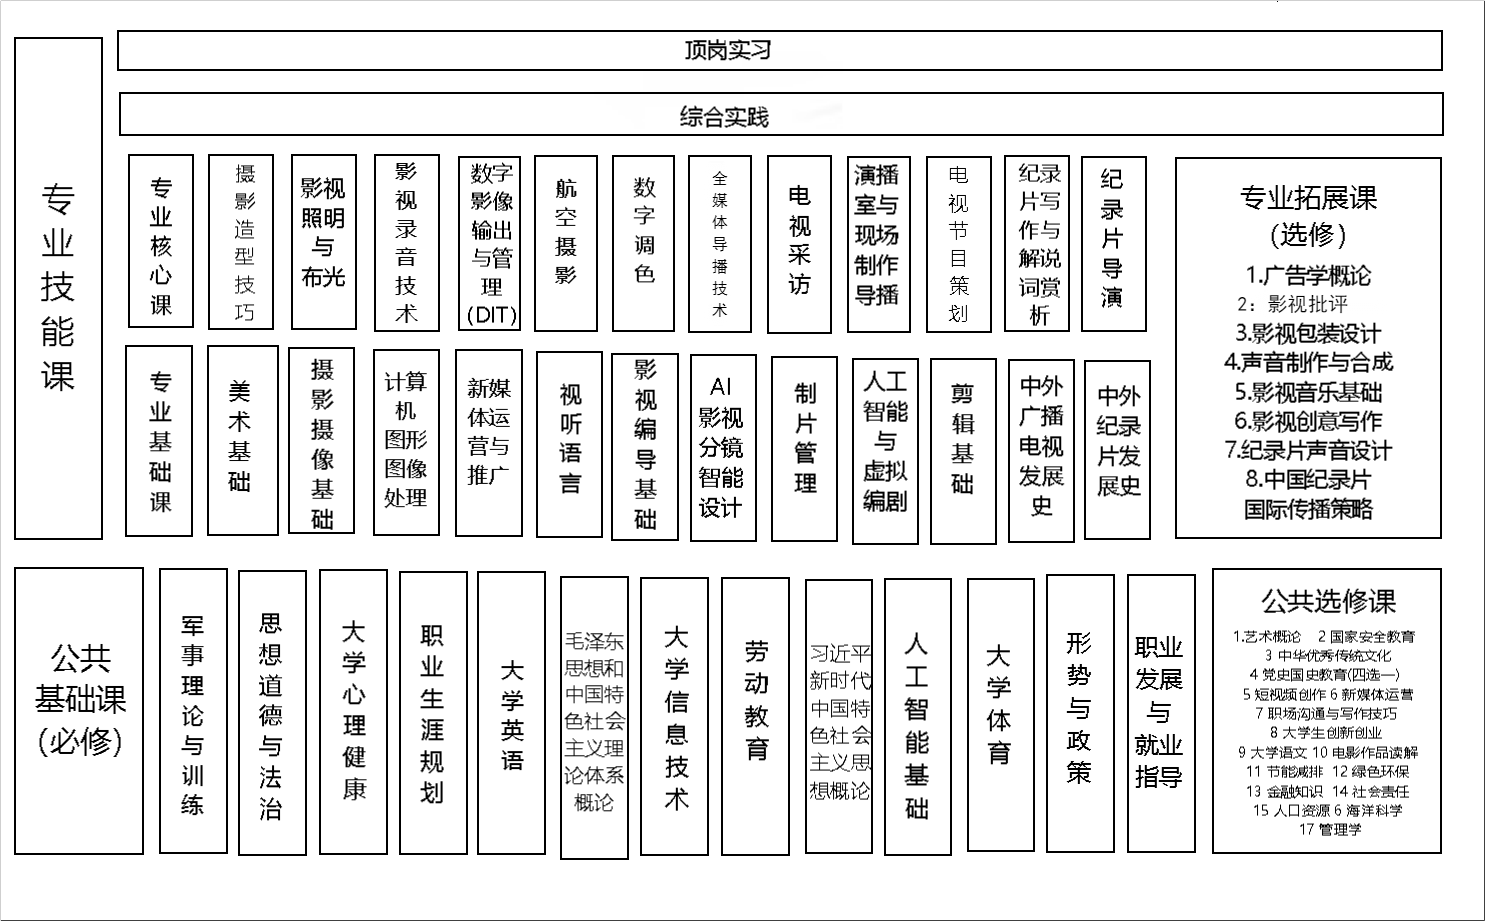 顶岗实习
综合实践
专业技能课
专业核心课
摄影造型技巧
影视
照明
与
布光
影视录音技术
数字
影像
输出
与管
理
(DIT)
航空摄影
数字调色
全媒体导播技术
电视采访
演播
室与
现场
制作
导播
电视节目策划
纪录
片写
作与
解说
词赏
析
纪录片导演
专业拓展课
(选修)
1.广告学概论
2：影视批评
3.影视包装设计
4.声音制作与合成
5.影视音乐基础
6.影视创意写作
7.纪录片声音设计
8.中国纪录片
国际传播策略
专业基础课
美术基础
摄影摄像基础
计算
机
图形
图像
处理
新媒
体运
营与
推广
视听语言
影视编导基础
AI
影视
分镜
智能
设计
制片管理
人工
智能
与
虚拟
编剧
剪辑基础
中外
广播
电视
发展
史
中外
纪录
片发
展史
公共
基础课
(必修)
军事理论与训练
思想道德与法治
大学心理健康
职业生涯规划
大学英语
毛泽东
思想和
中国特
色社会
主义理
论体系
概论
大学信息技术
劳动教育
习近平
新时代
中国特
色社会
主义思
想概论
人工智能基础
大学体育
形势与政策
职业
发展
与
就业
指导
公共选修课
1.艺术概论 2 国家安全教育
3 中华优秀传统文化
4 党史国史教育(四选一)
5 短视频创作 6 新媒体运营
7 职场沟通与写作技巧
8 大学生创新创业
9 大学语文 10 电影作品读解
11 节能减排 12 绿色环保
13 金融知识 14 社会责任
15 人口资源 6 海洋科学
17 管理学